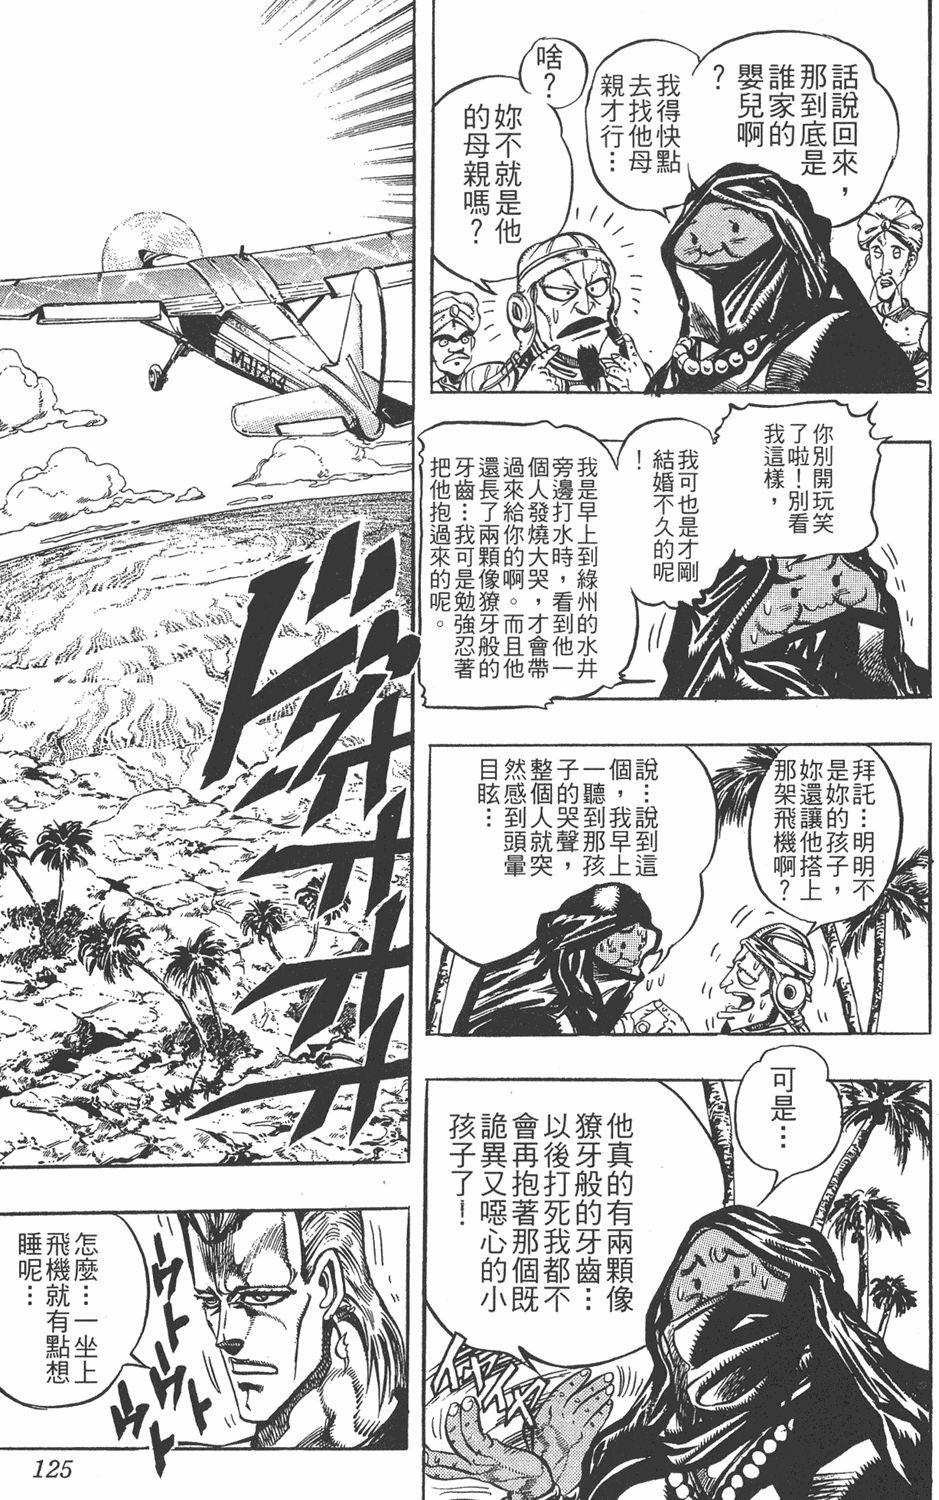 話說回來，
那到底是
誰家的
嬰兒啊
？
我得快點
去找他母
親才行…
啥？
妳不就是他
的母親嗎？
你別開玩笑
了啦！別看
我這樣，
我可也是才剛
結婚不久的呢
！
我是早上到綠州的水井
旁邊打水時，看到他一
個人發燒大哭，才會帶
過來給你的啊。而且他
還長了兩顆像獠牙般的
牙齒…我可是勉強忍著
把他抱過來的呢。
拜託…明明不
是妳的孩子，
妳還讓他搭上
那架飛機啊？
說…說到這
個，我早上
一聽到那孩
子的哭聲，
整個人就突
然感到頭暈
目眩…
可是…
他真的有兩顆像
獠牙般的牙齒…
以後打死我都不
會再抱著那個既
詭異又噁心的小
孩子了！
イヤイヤ
ドヴォオオオ
怎麼…一坐上
飛機就有點想
睡呢…
ウトッ
ウトッ
125